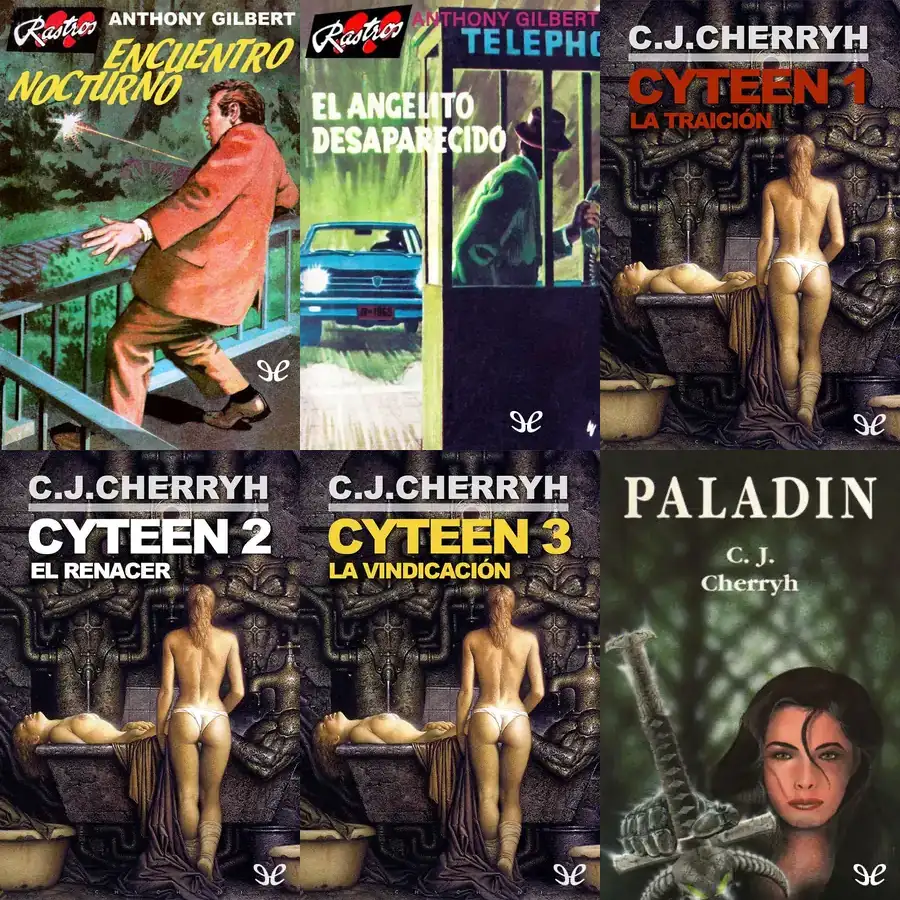 Rastros
ANTHONY GILBERT
ENCUENTRO
NOCTURNO
Rastros
ANTHONY GILBERT
TELEPHO
EL ANGELITO
DESAPARECIDO
C.J.CHERRYH
CYTEEN 1
LA TRAICIÓN
C.J.CHERRYH
CYTEEN 2
EL RENACER
C.J.CHERRYH
CYTEEN 3
LA VINDICACIÓN
PALADIN
C. J.
Cherryh